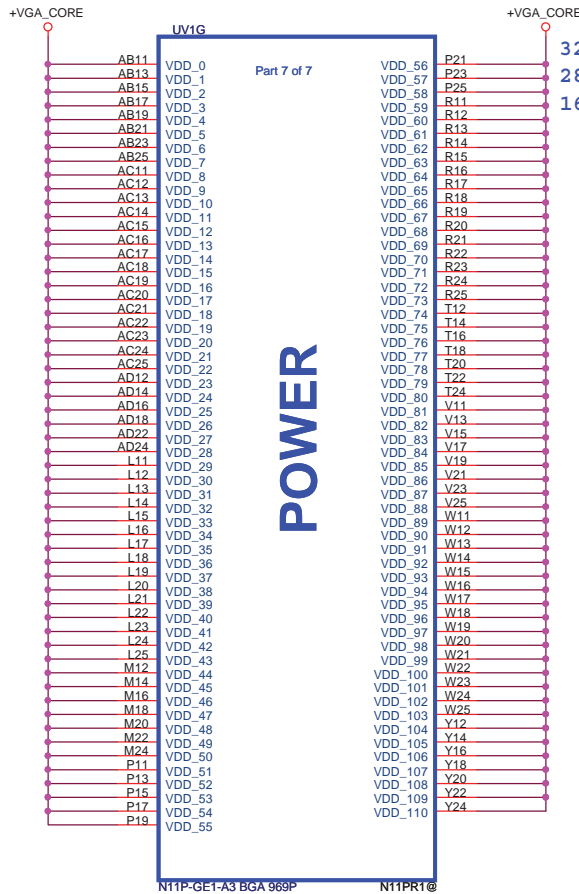 +VGA_CORE +VGA_CORE
UV1G
Part 7 of 7
32
28
16
AB11 VDD_0 VDD_56 P21
AB13 VDD_1 VDD_57 P23
AB15 VDD_2 VDD_58 P25
AB17 VDD_3 VDD_59 R11
AB19 VDD_4 VDD_60 R12
AB21 VDD_5 VDD_61 R13
AB23 VDD_6 VDD_62 R14
AB25 VDD_7 VDD_63 R15
AC11 VDD_8 VDD_64 R16
AC12 VDD_9 VDD_65 R17
AC13 VDD_10 VDD_66 R18
AC14 VDD_11 VDD_67 R19
AC15 VDD_12 VDD_68 R20
AC16 VDD_13 VDD_69 R21
AC17 VDD_14 VDD_70 R22
AC18 VDD_15 VDD_71 R23
AC19 VDD_16 VDD_72 R24
AC20 VDD_17 VDD_73 R25
AC21 VDD_18 VDD_74 T12
AC22 VDD_19 VDD_75 T14
AC23 VDD_20 VDD_76 T16
AC24 VDD_21 VDD_77 T18
AC25 VDD_22 VDD_78 T20
AD12 VDD_23 VDD_79 T22
AD14 VDD_24 VDD_80 T24
AD16 VDD_25 VDD_81 V11
AD18 VDD_26 VDD_82 V13
AD22 VDD_27 VDD_83 V15
AD24 VDD_28 VDD_84 V17
L11 VDD_29 VDD_85 V19
L12 VDD_30 VDD_86 V21
L13 VDD_31 VDD_87 V23
L14 VDD_32 VDD_88 V25
L15 VDD_33 VDD_89 W11
L16 VDD_34 VDD_90 W12
L17 VDD_35 VDD_91 W13
L18 VDD_36 VDD_92 W14
L19 VDD_37 VDD_93 W15
L20 VDD_38 VDD_94 W16
L21 VDD_39 VDD_95 W17
L22 VDD_40 VDD_96 W18
L23 VDD_41 VDD_97 W19
L24 VDD_42 VDD_98 W20
L25 VDD_43 VDD_99 W21
M12 VDD_44 VDD_100 W22
M14 VDD_45 VDD_101 W23
M16 VDD_46 VDD_102 W24
M18 VDD_47 VDD_103 W25
M20 VDD_48 VDD_104 Y12
M22 VDD_49 VDD_105 Y14
M24 VDD_50 VDD_106 Y16
P11 VDD_51 VDD_107 Y18
P13 VDD_52 VDD_108 Y20
P15 VDD_53 VDD_109 Y22
P17 VDD_54 VDD_110 Y24
P19 VDD_55
POWER
N11P-GE1-A3 BGA 969P N11PR1@